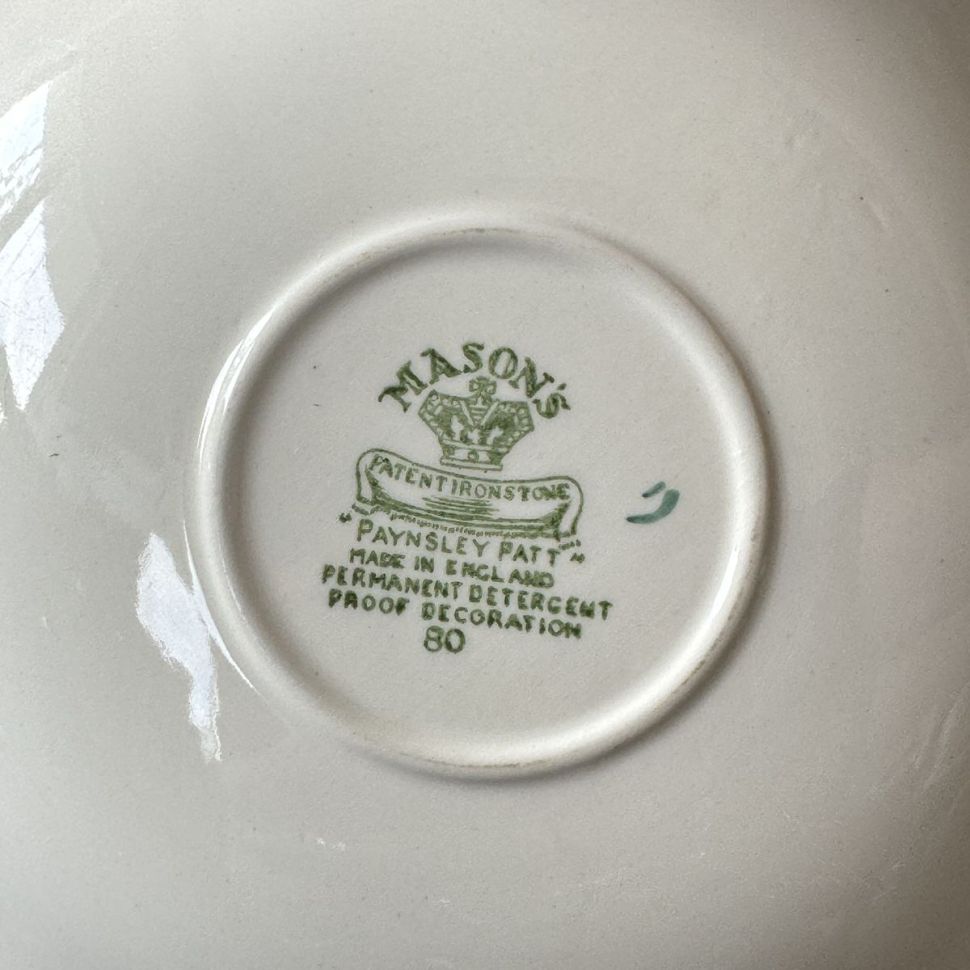 MASON'S
PATENT IRONSTONE
"PAYNSLEY PATT"
MADE IN ENGLAND
PERMANENT DETERGENT
PROOF DECORATION
80